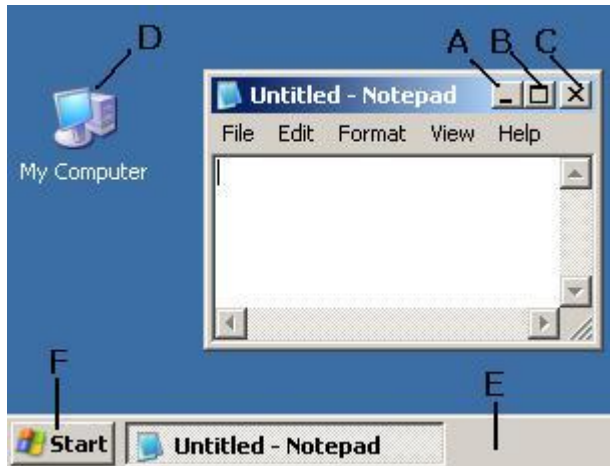 D
A B C
Untitled - Notepad
File Edit Format View Help
My Computer
F
E
Start Untitled - Notepad